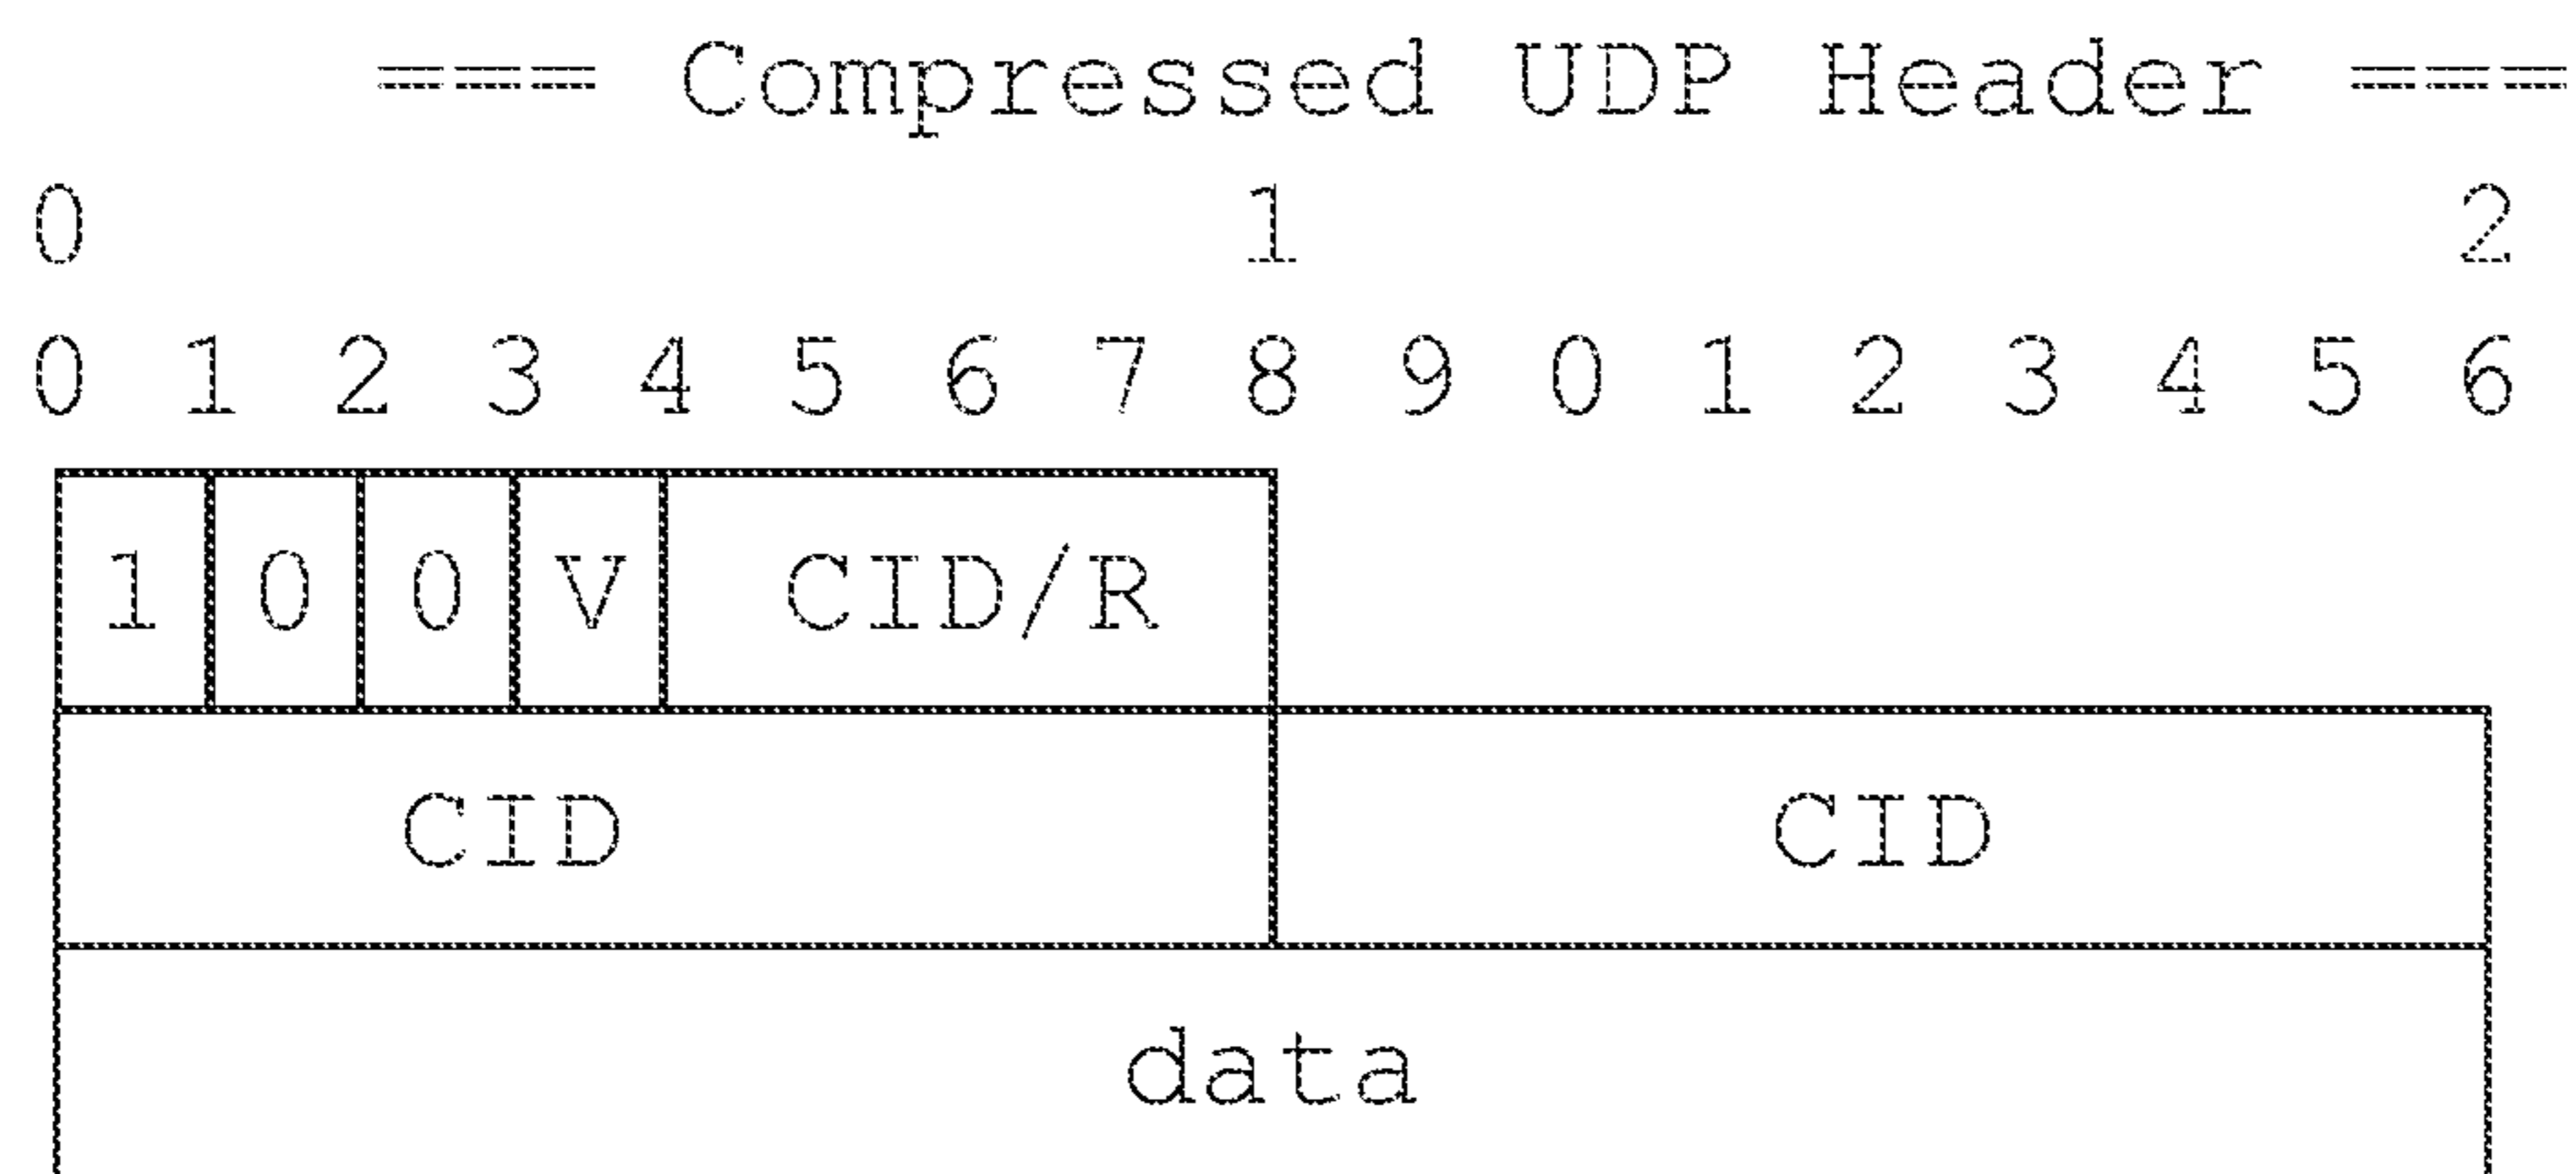 === Compressed UDP Header ===
0 1 2
0 1 2 3 4 5 6 7 8 9 0 1 2 3 4 5 6
1 0 0 V CID/R
CID CID
data